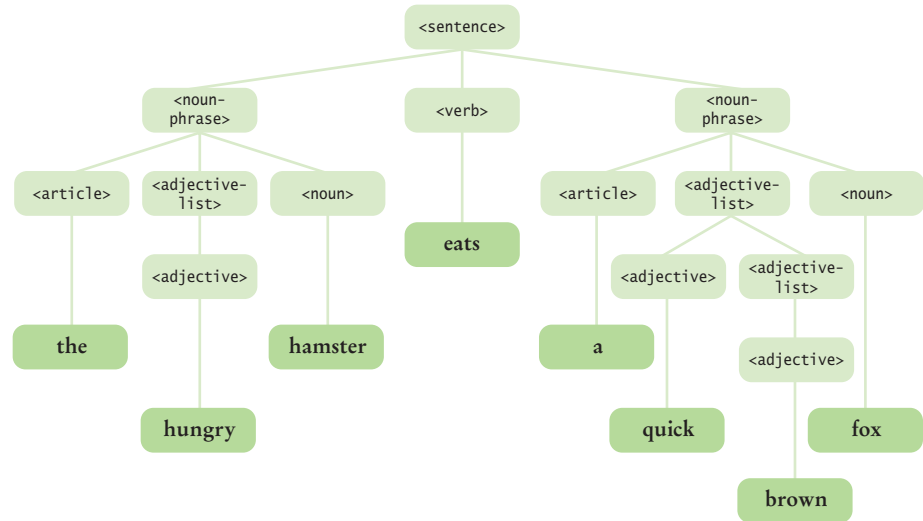 <sentence>
<noun-
phrase>
<verb>
<noun-
phrase>
<article>
<adjective-
list>
<noun>
<article>
<adjective-
list>
<noun>
eats
<adjective>
<adjective>
<adjective-
list>
the
hamster
a
<adjective>
hungry
quick
fox
brown